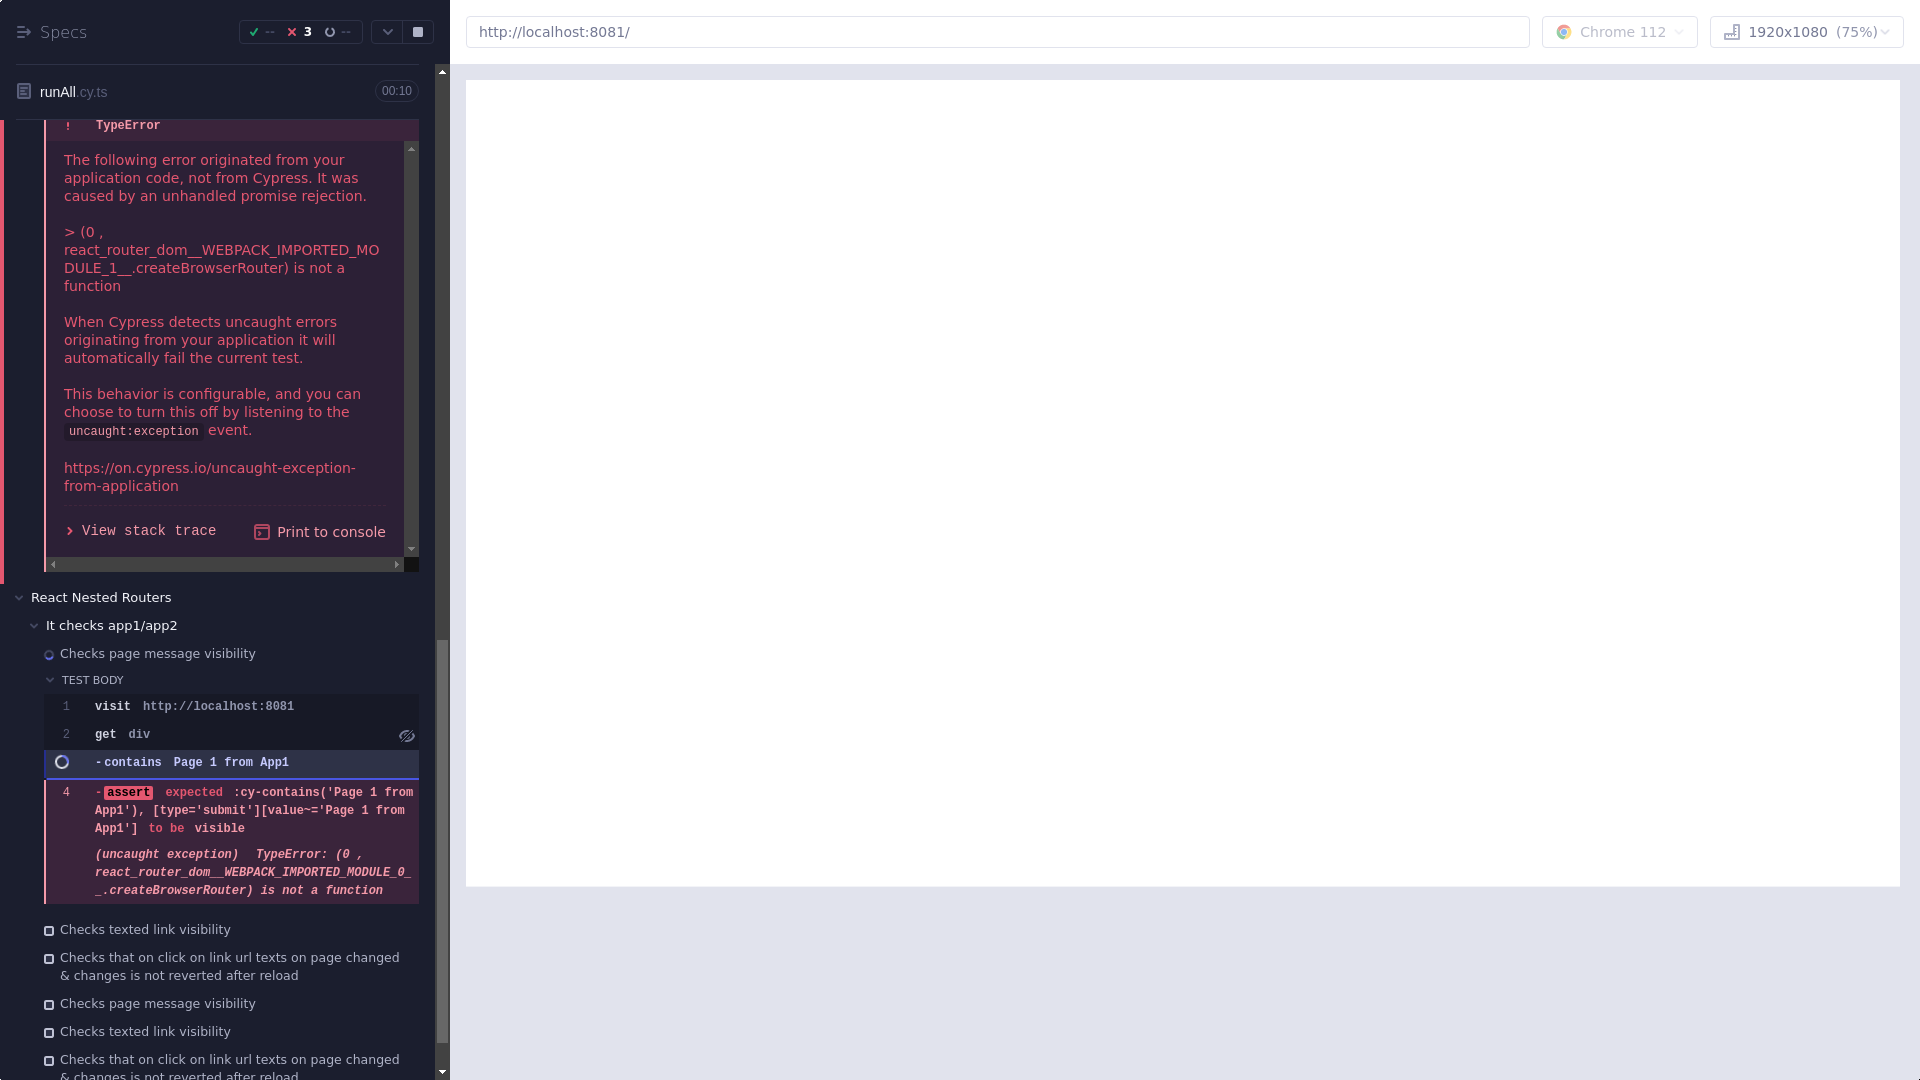 Specs
-- 3 --
http://localhost:8081/
Chrome 112
1920x1080 (75%)
runAll.cy.ts
00:10
! TypeError
The following error originated from your
application code, not from Cypress. It was
caused by an unhandled promise rejection.
> (0 ,
react_router_dom__WEBPACK_IMPORTED_MO
DULE_1__.createBrowserRouter) is not a
function
When Cypress detects uncaught errors
originating from your application it will
automatically fail the current test.
This behavior is configurable, and you can
choose to turn this off by listening to the
uncaught:exception event.
https://on.cypress.io/uncaught-exception-
from-application
View stack trace
Print to console
React Nested Routers
It checks app1/app2
Checks page message visibility
TEST BODY
1 visit http://localhost:8081
2 get div
-contains Page 1 from App1
4 -assert expected :cy-contains('Page 1 from
App1'), [type='submit'][value~='Page 1 from
App1'] to be visible
(uncaught exception) TypeError: (0 ,
react_router_dom__WEBPACK_IMPORTED_MODULE_0_
_.createBrowserRouter) is not a function
Checks texted link visibility
Checks that on click on link url texts on page changed
& changes is not reverted after reload
Checks page message visibility
Checks texted link visibility
Checks that on click on link url texts on page changed
& changes is not reverted after reload